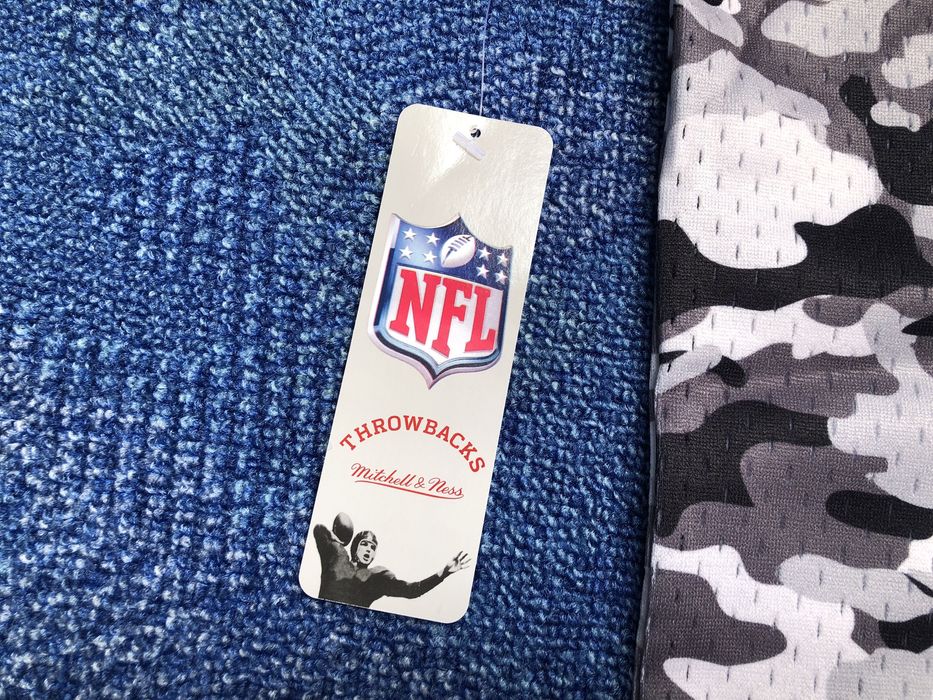 NFL
THROWBACKS
Mitchell & Ness